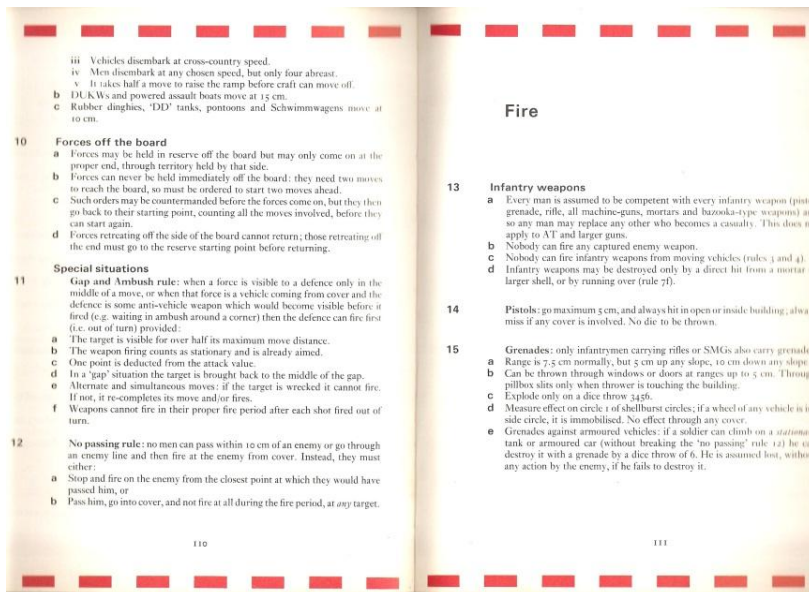 iii Vehicles disembark at cross-country speed.
iv Men disembark at any chosen speed, but only four abreast.
v It takes half a move to raise the ramp before craft can move off.
b DUKWs and powered assault boats move at 15 cm.
c Rubber dinghies, 'DD' tanks, pontoons and Schwimmwagens move at
10 cm.
10 Forces off the board
a Forces may be held in reserve off the board but may only come on at the
proper end, through territory held by that side.
b Forces can never be held immediately off the board: they need two moves
to reach the board, so must be ordered to start two moves ahead.
c Such orders may be countermanded before the forces come on, but they then
go back to their starting point, counting all the moves involved, before they
can start again.
d Forces retreating off the side of the board cannot return; those retreating off
the end must go to the reserve starting point before returning.
Special situations
11 Gap and Ambush rule: when a force is visible to a defence only in the
middle of a move, or when that force is a vehicle coming from cover and the
defence is some anti-vehicle weapon which would become visible before it
fired (e.g. waiting in ambush around a corner) then the defence can fire first
(i.e. out of turn) provided:
a The target is visible for over half its maximum move distance.
b The weapon firing counts as stationary and is already aimed.
c One point is deducted from the attack value.
d In a 'gap' situation the target is brought back to the middle of the gap.
e Alternate and simultaneous moves: if the target is wrecked it cannot fire.
If not, it re-completes its move and/or fires.
f Weapons cannot fire in their proper fire period after each shot fired out of
turn.
12 No passing rule: no men can pass within 10 cm of an enemy or go through
an enemy line and then fire at the enemy from cover. Instead, they must
either:
a Stop and fire on the enemy from the closest point at which they would have
passed him, or
b Pass him, go into cover, and not fire at all during the fire period, at any target.
110
Fire
13 Infantry weapons
a Every man is assumed to be competent with every infantry weapon (pist
grenade, rifle, all machine-guns, mortars and bazooka-type weapons) a
so any man may replace any other who becomes a casualty. This does n
apply to AT and larger guns.
b Nobody can fire any captured enemy weapon.
c Nobody can fire infantry weapons from moving vehicles (rules 3 and 4).
d Infantry weapons may be destroyed only by a direct hit from a mortar
larger shell, or by running over (rule 7f).
14 Pistols: go maximum 5 cm, and always hit in open or inside building; alwa
miss if any cover is involved. No die to be thrown.
15 Grenades: only infantrymen carrying rifles or SMGs also carry grenade
a Range is 7.5 cm normally, but 5 cm up any slope, 10 cm down any slope
b Can be thrown through windows or doors at ranges up to 5 cm. Throug
pillbox slits only when thrower is touching the building.
c Explode only on a dice throw 3456.
d Measure effect on circle 1 of shellburst circles; if a wheel of any vehicle is i
side circle, it is immobilised. No effect through any cover.
e Grenades against armoured vehicles: if a soldier can climb on a stationa
tank or armoured car (without breaking the 'no passing' rule 12) he c
destroy it with a grenade by a dice throw of 6. He is assumed lost, witho
any action by the enemy, if he fails to destroy it.
111